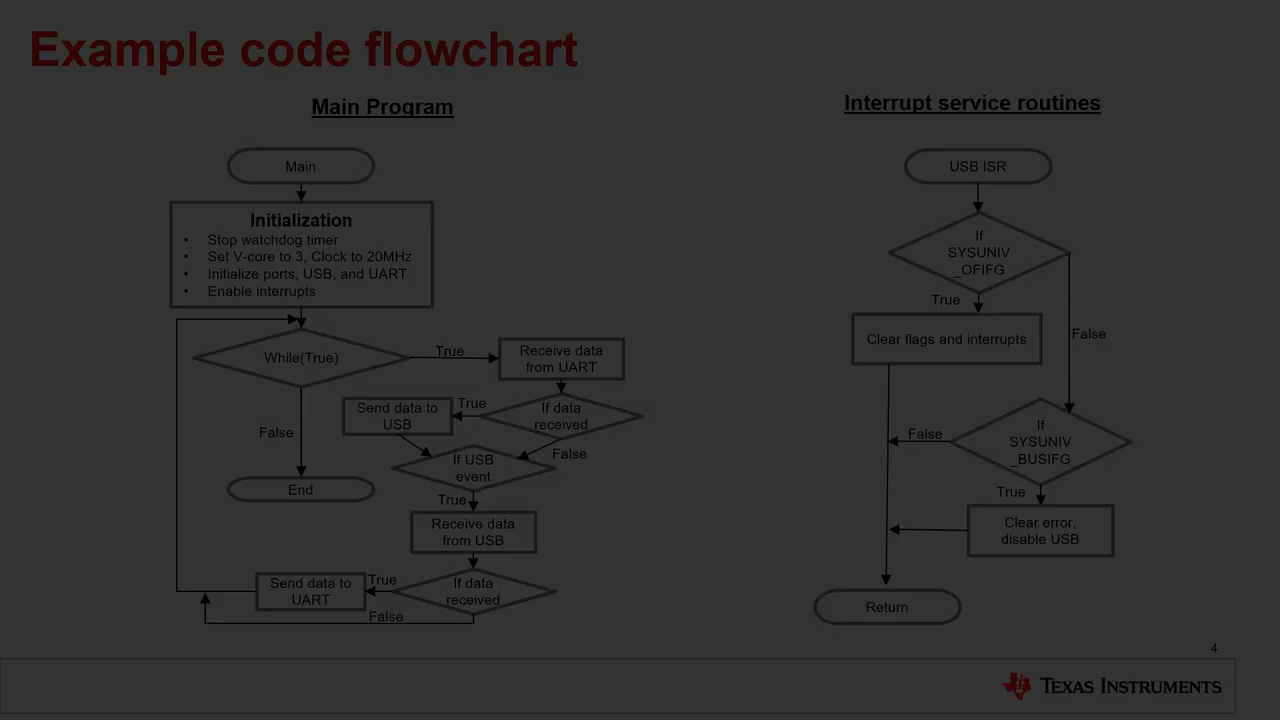 Example code flowchart
Main Program
Main
Initialization
• Stop watchdog timer
• Set V-core to 3, Clock to 20MHz
• Initialize ports, USB, and UART
• Enable interrupts
While(True)
True
False
End
Receive data
from UART
If data
received
True
False
Send data to
USB
If USB
event
True
Receive data
from USB
If data
received
True
False
Send data to
UART
Interrupt service routines
USB ISR
If
SYSUNIV
_OFIFG
True
False
Clear flags and interrupts
If
SYSUNIV
_BUSIFG
False
True
Clear error,
disable USB
Return
4
TEXAS INSTRUMENTS